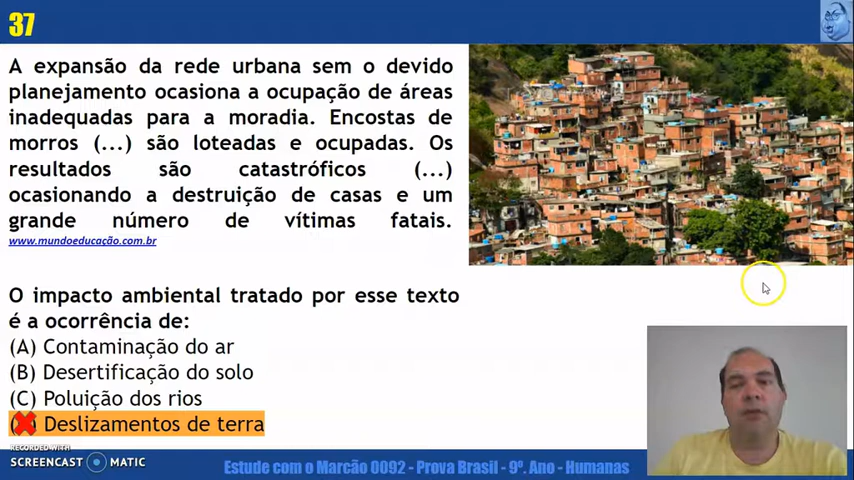 37
A expansão da rede urbana sem o devido
planejamento ocasiona a ocupação de áreas
inadequadas para a moradia. Encostas de
morros (...) são loteadas e ocupadas. Os
resultados são catastróficos (...)
ocasionando a destruição de casas e um
grande número de vítimas fatais.
www.mundoeducação.com.br
O impacto ambiental tratado por esse texto
é a ocorrência de:
(A) Contaminação do ar
(B) Desertificação do solo
(C) Poluição dos rios
Deslizamentos de terra
RECORDED WITH
SCREENCAST MATIC
Estude com o Marcão 0092 - Prova Brasil - 9º. Ano - Humanas